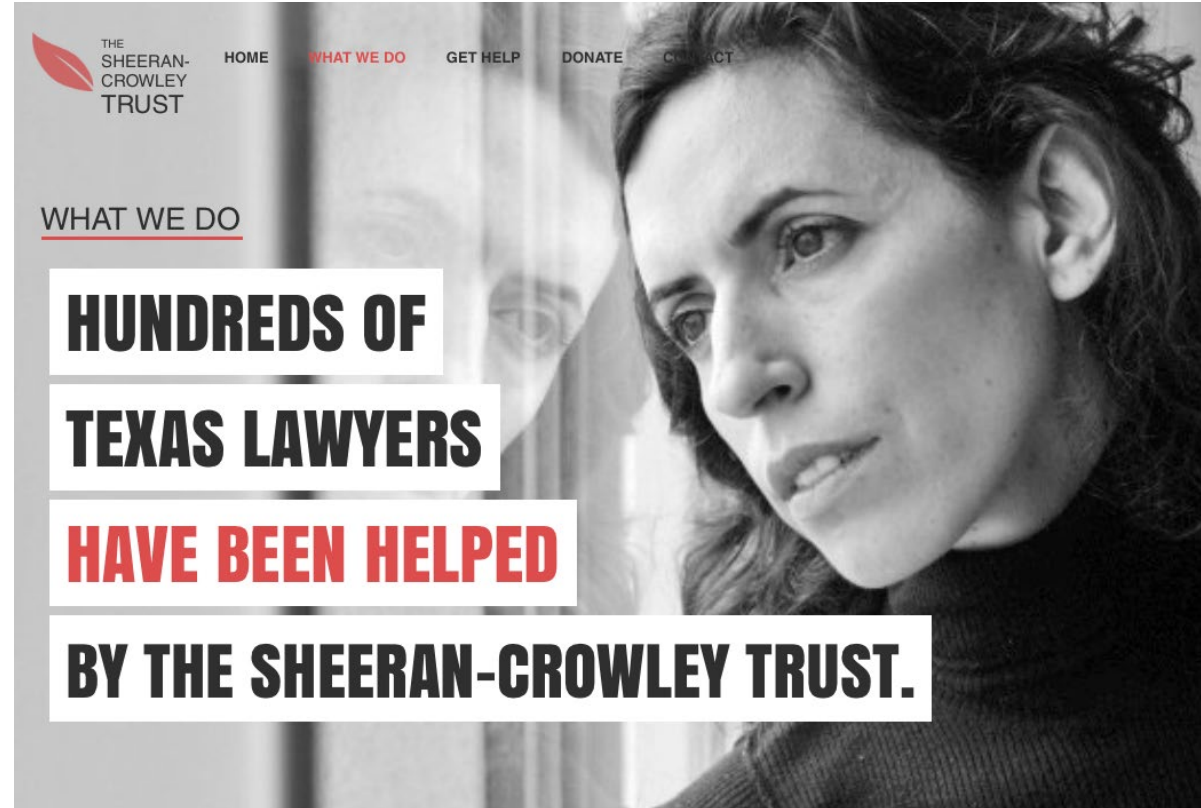 THE
SHEERAN-
CROWLEY
TRUST
HOME WHAT WE DO GET HELP DONATE CONTACT
WHAT WE DO
HUNDREDS OF
TEXAS LAWYERS
HAVE BEEN HELPED
BY THE SHEERAN-CROWLEY TRUST.